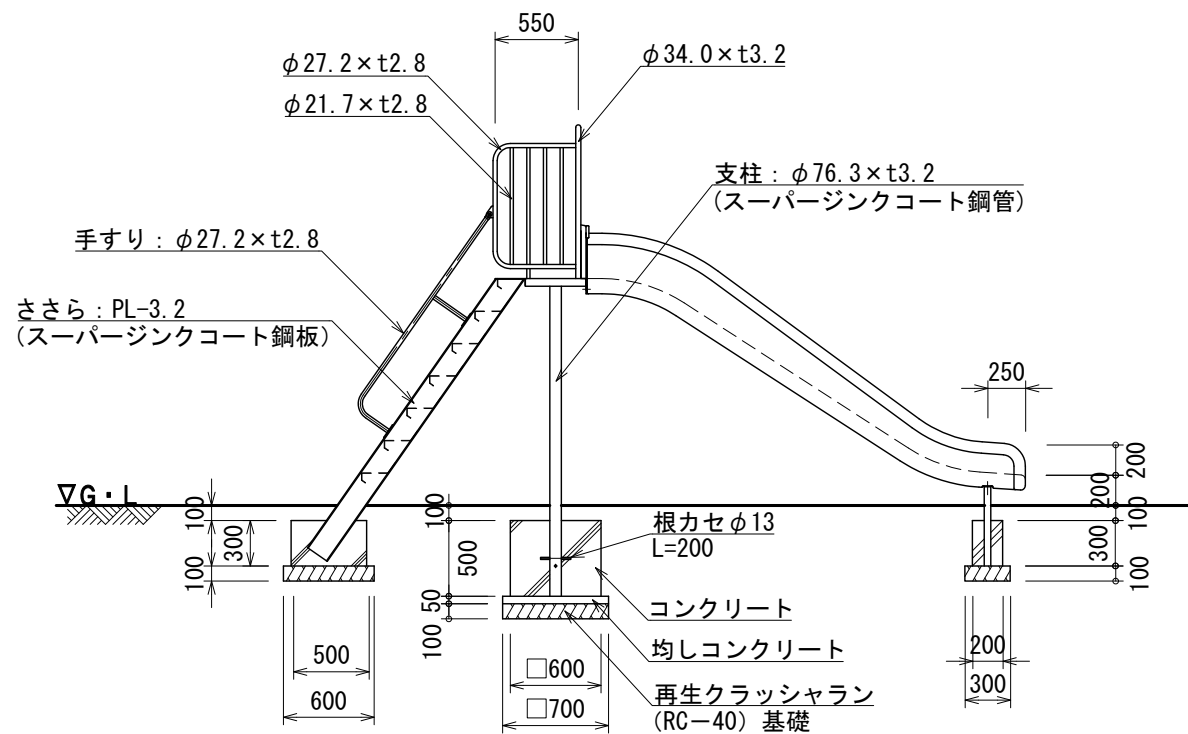 550
φ27.2×t2.8
φ34.0×t3.2
φ21.7×t2.8
支柱：φ76.3×t3.2
(スーパージンクコート鋼管)
手すり：φ27.2×t2.8
ささら：PL-3.2
(スーパージンクコート鋼板)
250
▽G・L
100
300
100
100
500
50
100
根カセφ13
L=200
200
200
100
300
100
コンクリート
均しコンクリート
再生クラッシャラン
(RC－40) 基礎
500
600
□600
□700
200
300